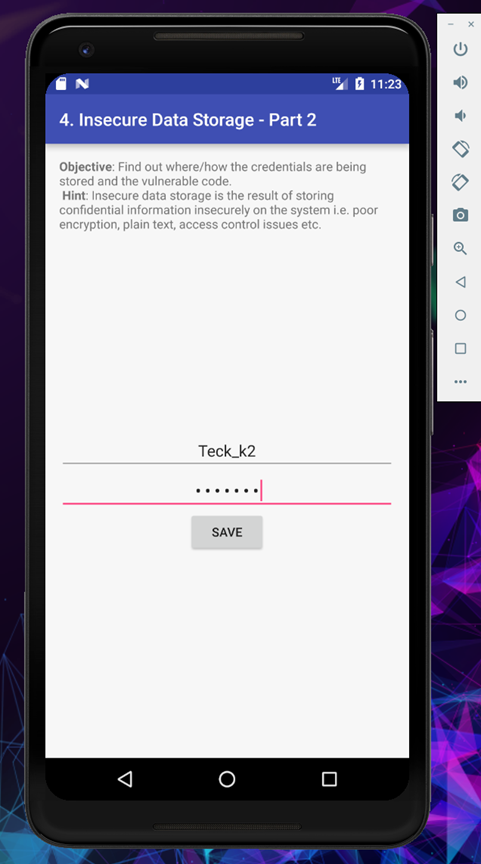 LTE 11:23
4. Insecure Data Storage - Part 2
Objective: Find out where/how the credentials are being
stored and the vulnerable code.
Hint: Insecure data storage is the result of storing
confidential information insecurely on the system i.e. poor
encryption, plain text, access control issues etc.
Teck_k2
•••••••
SAVE